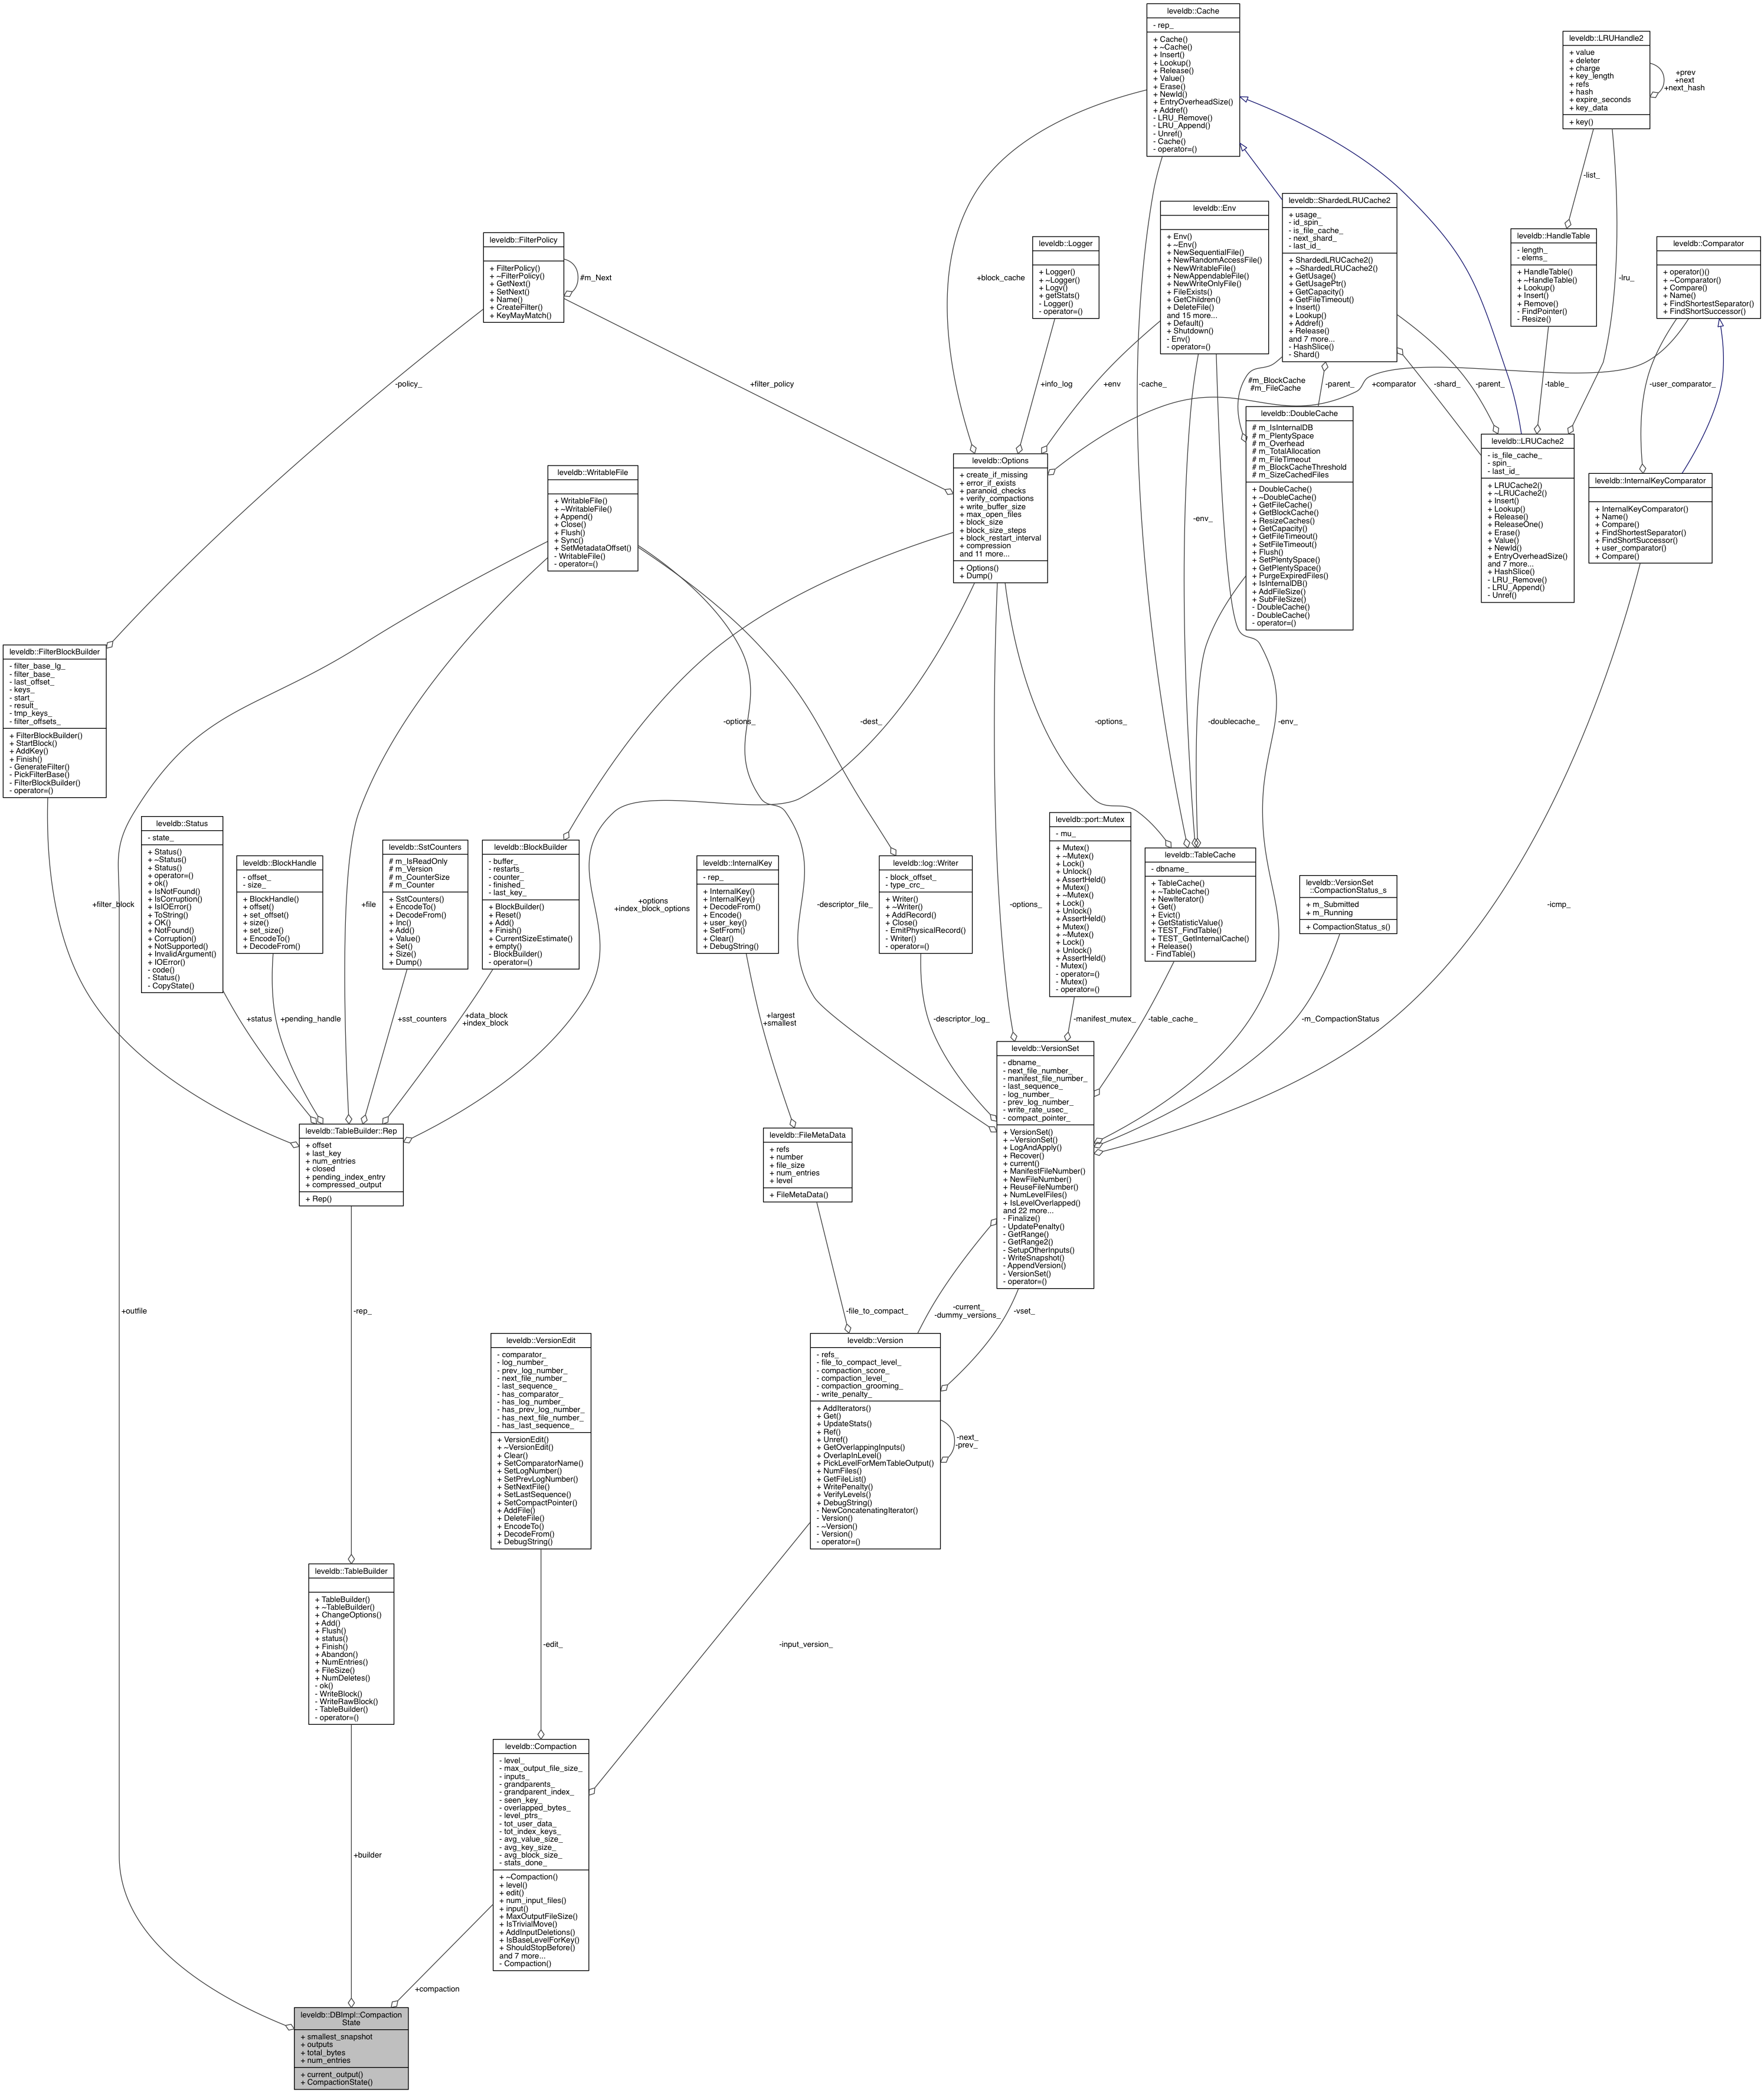 leveldb::Cache
- rep_
+ Cache()
+ ~Cache()
+ Insert()
+ Lookup()
+ Release()
+ Value()
+ Erase()
+ NewId()
+ EntryOverheadSize()
+ Addref()
- LRU_Remove()
- LRU_Append()
- Unref()
- Cache()
- operator=()
leveldb::LRUHandle2
+ value
+ deleter
+ charge
+ key_length
+ refs
+ hash
+ expire_seconds
+ key_data
+ key()
+prev
+next
+next_hash
-list_
-lru_
leveldb::ShardedLRUCache2
+ usage_
- id_spin_
- is_file_cache_
- next_shard_
- last_id_
+ ShardedLRUCache2()
+ ~ShardedLRUCache2()
+ GetUsage()
+ GetUsagePtr()
+ GetCapacity()
+ GetFileTimeout()
+ Insert()
+ Lookup()
+ Addref()
+ Release()
and 7 more...
- HashSlice()
- Shard()
leveldb::Env
+ Env()
+ ~Env()
+ NewSequentialFile()
+ NewRandomAccessFile()
+ NewWritableFile()
+ NewAppendableFile()
+ NewWriteOnlyFile()
+ FileExists()
+ GetChildren()
+ DeleteFile()
and 15 more...
+ Default()
+ Shutdown()
- Env()
- operator=()
leveldb::HandleTable
- length_
- elems_
+ HandleTable()
+ ~HandleTable()
+ Lookup()
+ Insert()
+ Remove()
- FindPointer()
- Resize()
leveldb::Comparator
+ operator()()
+ ~Comparator()
+ Compare()
+ Name()
+ FindShortestSeparator()
+ FindShortSuccessor()
leveldb::FilterPolicy
+ FilterPolicy()
+ ~FilterPolicy()
+ GetNext()
+ SetNext()
+ Name()
+ CreateFilter()
+ KeyMayMatch()
#m_Next
leveldb::Logger
+ Logger()
+ ~Logger()
+ Logv()
+ getStats()
- Logger()
- operator=()
+block_cache
-policy_
+filter_policy
+info_log
+env
-cache_
#m_BlockCache
#m_FileCache
-parent_
+comparator
-shard_
-parent_
-table_
-user_comparator_
leveldb::DoubleCache
# m_IsInternalDB
# m_PlentySpace
# m_Overhead
# m_TotalAllocation
# m_FileTimeout
# m_BlockCacheThreshold
# m_SizeCachedFiles
+ DoubleCache()
+ ~DoubleCache()
+ GetFileCache()
+ GetBlockCache()
+ ResizeCaches()
+ GetCapacity()
+ GetFileTimeout()
+ SetFileTimeout()
+ Flush()
+ SetPlentySpace()
+ GetPlentySpace()
+ PurgeExpiredFiles()
+ IsInternalDB()
+ AddFileSize()
+ SubFileSize()
- DoubleCache()
- DoubleCache()
- operator=()
leveldb::LRUCache2
- is_file_cache_
- spin_
- last_id_
+ LRUCache2()
+ ~LRUCache2()
+ Insert()
+ Lookup()
+ Release()
+ ReleaseOne()
+ Erase()
+ Value()
+ NewId()
+ EntryOverheadSize()
and 7 more...
+ HashSlice()
- LRU_Remove()
- LRU_Append()
- Unref()
leveldb::InternalKeyComparator
+ InternalKeyComparator()
+ Name()
+ Compare()
+ FindShortestSeparator()
+ FindShortSuccessor()
+ user_comparator()
+ Compare()
leveldb::WritableFile
+ WritableFile()
+ ~WritableFile()
+ Append()
+ Close()
+ Flush()
+ Sync()
+ SetMetadataOffset()
- WritableFile()
- operator=()
leveldb::Options
+ create_if_missing
+ error_if_exists
+ paranoid_checks
+ verify_compactions
+ write_buffer_size
+ max_open_files
+ block_size
+ block_size_steps
+ block_restart_interval
+ compression
and 11 more...
+ Options()
+ Dump()
-env_
leveldb::FilterBlockBuilder
- filter_base_lg_
- filter_base_
- last_offset_
- keys_
- start_
- result_
- tmp_keys_
- filter_offsets_
+ FilterBlockBuilder()
+ StartBlock()
+ AddKey()
+ Finish()
- GenerateFilter()
- PickFilterBase()
- FilterBlockBuilder()
- operator=()
-options_
-dest_
-options_
-doublecache_
-env_
leveldb::Status
- state_
+ Status()
+ ~Status()
+ Status()
+ operator=()
+ ok()
+ IsNotFound()
+ IsCorruption()
+ IsIOError()
+ ToString()
+ OK()
+ NotFound()
+ Corruption()
+ NotSupported()
+ InvalidArgument()
+ IOError()
- code()
- Status()
- CopyState()
leveldb::BlockHandle
- offset_
- size_
+ BlockHandle()
+ offset()
+ set_offset()
+ size()
+ set_size()
+ EncodeTo()
+ DecodeFrom()
leveldb::SstCounters
# m_IsReadOnly
# m_Version
# m_CounterSize
# m_Counter
+ SstCounters()
+ EncodeTo()
+ DecodeFrom()
+ Inc()
+ Add()
+ Value()
+ Set()
+ Size()
+ Dump()
leveldb::BlockBuilder
- buffer_
- restarts_
- counter_
- finished_
- last_key_
+ BlockBuilder()
+ Reset()
+ Add()
+ Finish()
+ CurrentSizeEstimate()
+ empty()
- BlockBuilder()
- operator=()
leveldb::InternalKey
- rep_
+ InternalKey()
+ InternalKey()
+ DecodeFrom()
+ Encode()
+ user_key()
+ SetFrom()
+ Clear()
+ DebugString()
leveldb::log::Writer
- block_offset_
- type_crc_
+ Writer()
+ ~Writer()
+ AddRecord()
+ Close()
- EmitPhysicalRecord()
- Writer()
- operator=()
leveldb::port::Mutex
- mu_
+ Mutex()
+ ~Mutex()
+ Lock()
+ Unlock()
+ AssertHeld()
+ Mutex()
+ ~Mutex()
+ Lock()
+ Unlock()
+ AssertHeld()
+ Mutex()
+ ~Mutex()
+ Lock()
+ Unlock()
+ AssertHeld()
- Mutex()
- operator=()
- Mutex()
- operator=()
leveldb::TableCache
- dbname_
+ TableCache()
+ ~TableCache()
+ NewIterator()
+ Get()
+ Evict()
+ GetStatisticValue()
+ TEST_FindTable()
+ TEST_GetInternalCache()
+ Release()
- FindTable()
leveldb::VersionSet
::CompactionStatus_s
+ m_Submitted
+ m_Running
+ CompactionStatus_s()
+filter_block
+file
+options
+index_block_options
-descriptor_file_
-options_
-icmp_
+status
+pending_handle
+sst_counters
+data_block
+index_block
+largest
+smallest
-descriptor_log_
-manifest_mutex_
-table_cache_
-m_CompactionStatus
leveldb::VersionSet
- dbname_
- next_file_number_
- manifest_file_number_
- last_sequence_
- log_number_
- prev_log_number_
- write_rate_usec_
- compact_pointer_
+ VersionSet()
+ ~VersionSet()
+ LogAndApply()
+ Recover()
+ current()
+ ManifestFileNumber()
+ NewFileNumber()
+ ReuseFileNumber()
+ NumLevelFiles()
+ IsLevelOverlapped()
and 22 more...
- Finalize()
- UpdatePenalty()
- GetRange()
- GetRange2()
- SetupOtherInputs()
- WriteSnapshot()
- AppendVersion()
- VersionSet()
- operator=()
leveldb::TableBuilder::Rep
+ offset
+ last_key
+ num_entries
+ closed
+ pending_index_entry
+ compressed_output
+ Rep()
leveldb::FileMetaData
+ refs
+ number
+ file_size
+ num_entries
+ level
+ FileMetaData()
+outfile
-rep_
-file_to_compact_
-current_
-dummy_versions_
-vset_
leveldb::VersionEdit
- comparator_
- log_number_
- prev_log_number_
- next_file_number_
- last_sequence_
- has_comparator_
- has_log_number_
- has_prev_log_number_
- has_next_file_number_
- has_last_sequence_
+ VersionEdit()
+ ~VersionEdit()
+ Clear()
+ SetComparatorName()
+ SetLogNumber()
+ SetPrevLogNumber()
+ SetNextFile()
+ SetLastSequence()
+ SetCompactPointer()
+ AddFile()
+ DeleteFile()
+ EncodeTo()
+ DecodeFrom()
+ DebugString()
leveldb::Version
- refs_
- file_to_compact_level_
- compaction_score_
- compaction_level_
- compaction_grooming_
- write_penalty_
+ AddIterators()
+ Get()
+ UpdateStats()
+ Ref()
+ Unref()
+ GetOverlappingInputs()
+ OverlapInLevel()
+ PickLevelForMemTableOutput()
+ NumFiles()
+ GetFileList()
+ WritePenalty()
+ VerifyLevels()
+ DebugString()
- NewConcatenatingIterator()
- Version()
- ~Version()
- Version()
- operator=()
-next_
-prev_
leveldb::TableBuilder
+ TableBuilder()
+ ~TableBuilder()
+ ChangeOptions()
+ Add()
+ Flush()
+ status()
+ Finish()
+ Abandon()
+ NumEntries()
+ FileSize()
+ NumDeletes()
- ok()
- WriteBlock()
- WriteRawBlock()
- TableBuilder()
- operator=()
-edit_
-input_version_
leveldb::Compaction
- level_
- max_output_file_size_
- inputs_
- grandparents_
- grandparent_index_
- seen_key_
- overlapped_bytes_
- level_ptrs_
- tot_user_data_
- tot_index_keys_
- avg_value_size_
- avg_key_size_
- avg_block_size_
- stats_done_
+ ~Compaction()
+ level()
+ edit()
+ num_input_files()
+ input()
+ MaxOutputFileSize()
+ IsTrivialMove()
+ AddInputDeletions()
+ IsBaseLevelForKey()
+ ShouldStopBefore()
and 7 more...
- Compaction()
+builder
+compaction
leveldb::DBImpl::Compaction
State
+ smallest_snapshot
+ outputs
+ total_bytes
+ num_entries
+ current_output()
+ CompactionState()